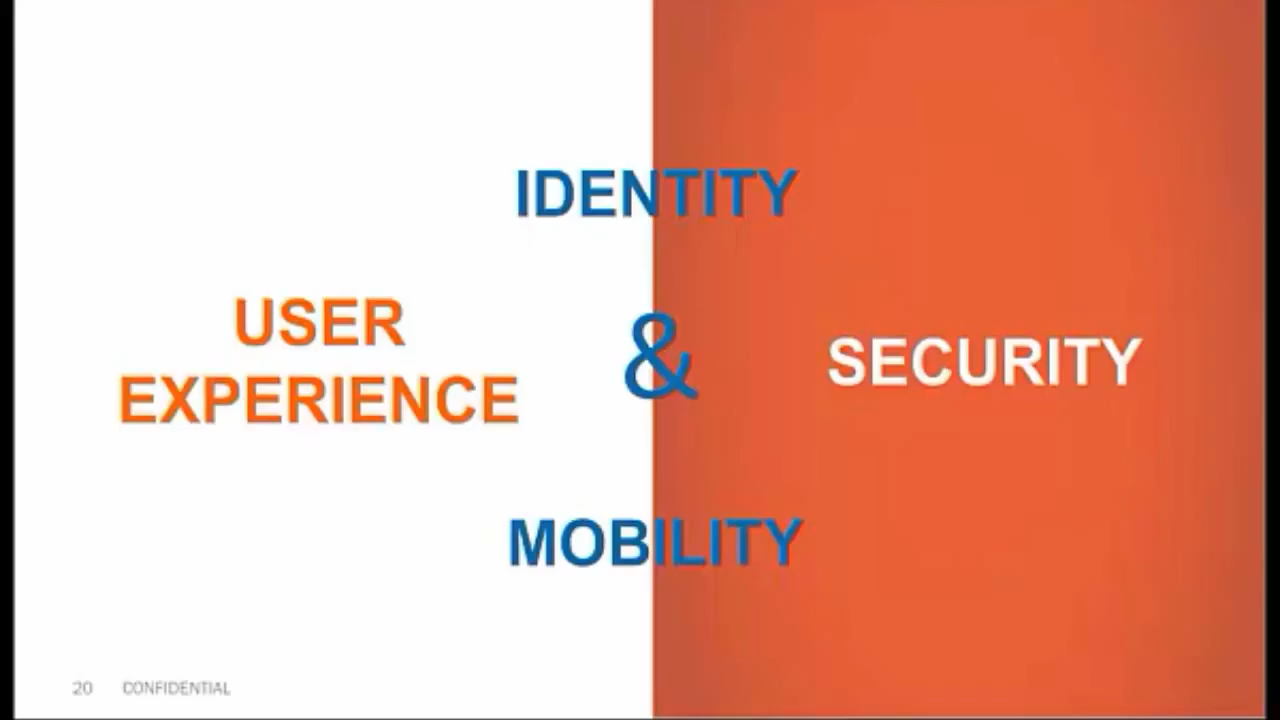 IDENTITY
USER
EXPERIENCE
&
SECURITY
MOBILITY
20 CONFIDENTIAL